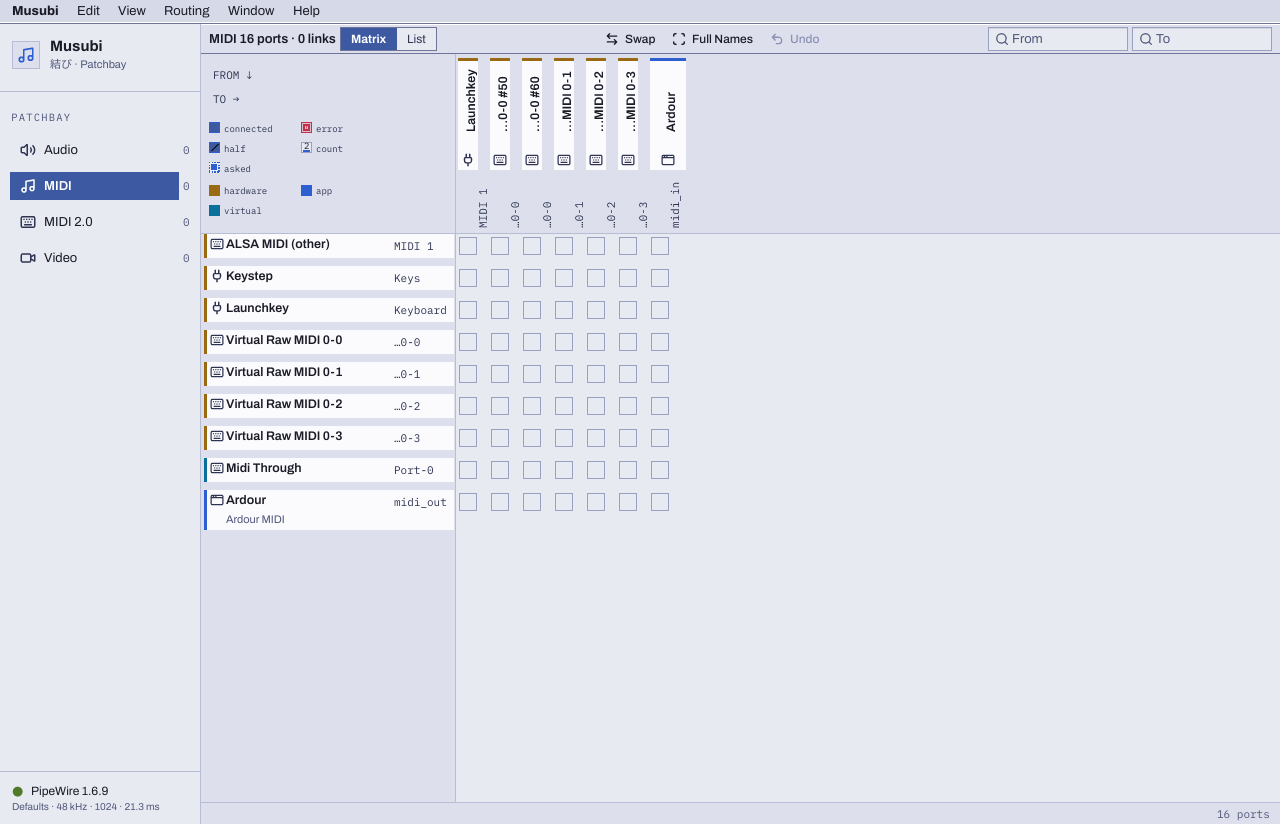 Musubi Edit View Routing Window Help
Musubi
結び · Patchbay
PATCHBAY
Audio 0
MIDI 0
MIDI 2.0 0
Video 0
PipeWire 1.6.9
Defaults · 48 kHz · 1024 · 21.3 ms
MIDI 16 ports · 0 links Matrix List Swap Full Names Undo From To
FROM ↓
TO →
connected error
half 2 count
asked
hardware app
virtual
Launchkey
…0-0 #50
…0-0 #60
…MIDI 0-1
…MIDI 0-2
…MIDI 0-3
Ardour
MIDI 1
…0-0
…0-0
…0-1
…0-2
…0-3
midi_in
ALSA MIDI (other) MIDI 1
Keystep Keys
Launchkey Keyboard
Virtual Raw MIDI 0-0 …0-0
Virtual Raw MIDI 0-1 …0-1
Virtual Raw MIDI 0-2 …0-2
Virtual Raw MIDI 0-3 …0-3
Midi Through Port-0
Ardour midi_out
Ardour MIDI
16 ports